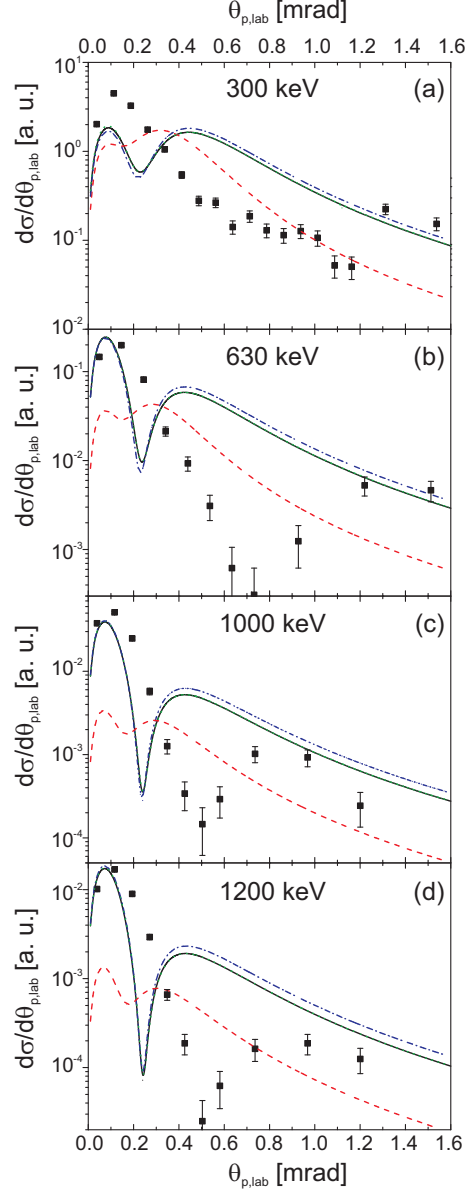 θp,lab [mrad]
0.0 0.2 0.4 0.6 0.8 1.0 1.2 1.4 1.6
10^1
300 keV (a)
10^0
dσ/dθp,lab [a. u.]
10^-1
10^-2
630 keV (b)
10^-1
dσ/dθp,lab [a. u.]
10^-2
10^-3
1000 keV (c)
10^-2
dσ/dθp,lab [a. u.]
10^-3
10^-4
1200 keV (d)
10^-2
dσ/dθp,lab [a. u.]
10^-3
10^-4
0.0 0.2 0.4 0.6 0.8 1.0 1.2 1.4 1.6
θp,lab [mrad]